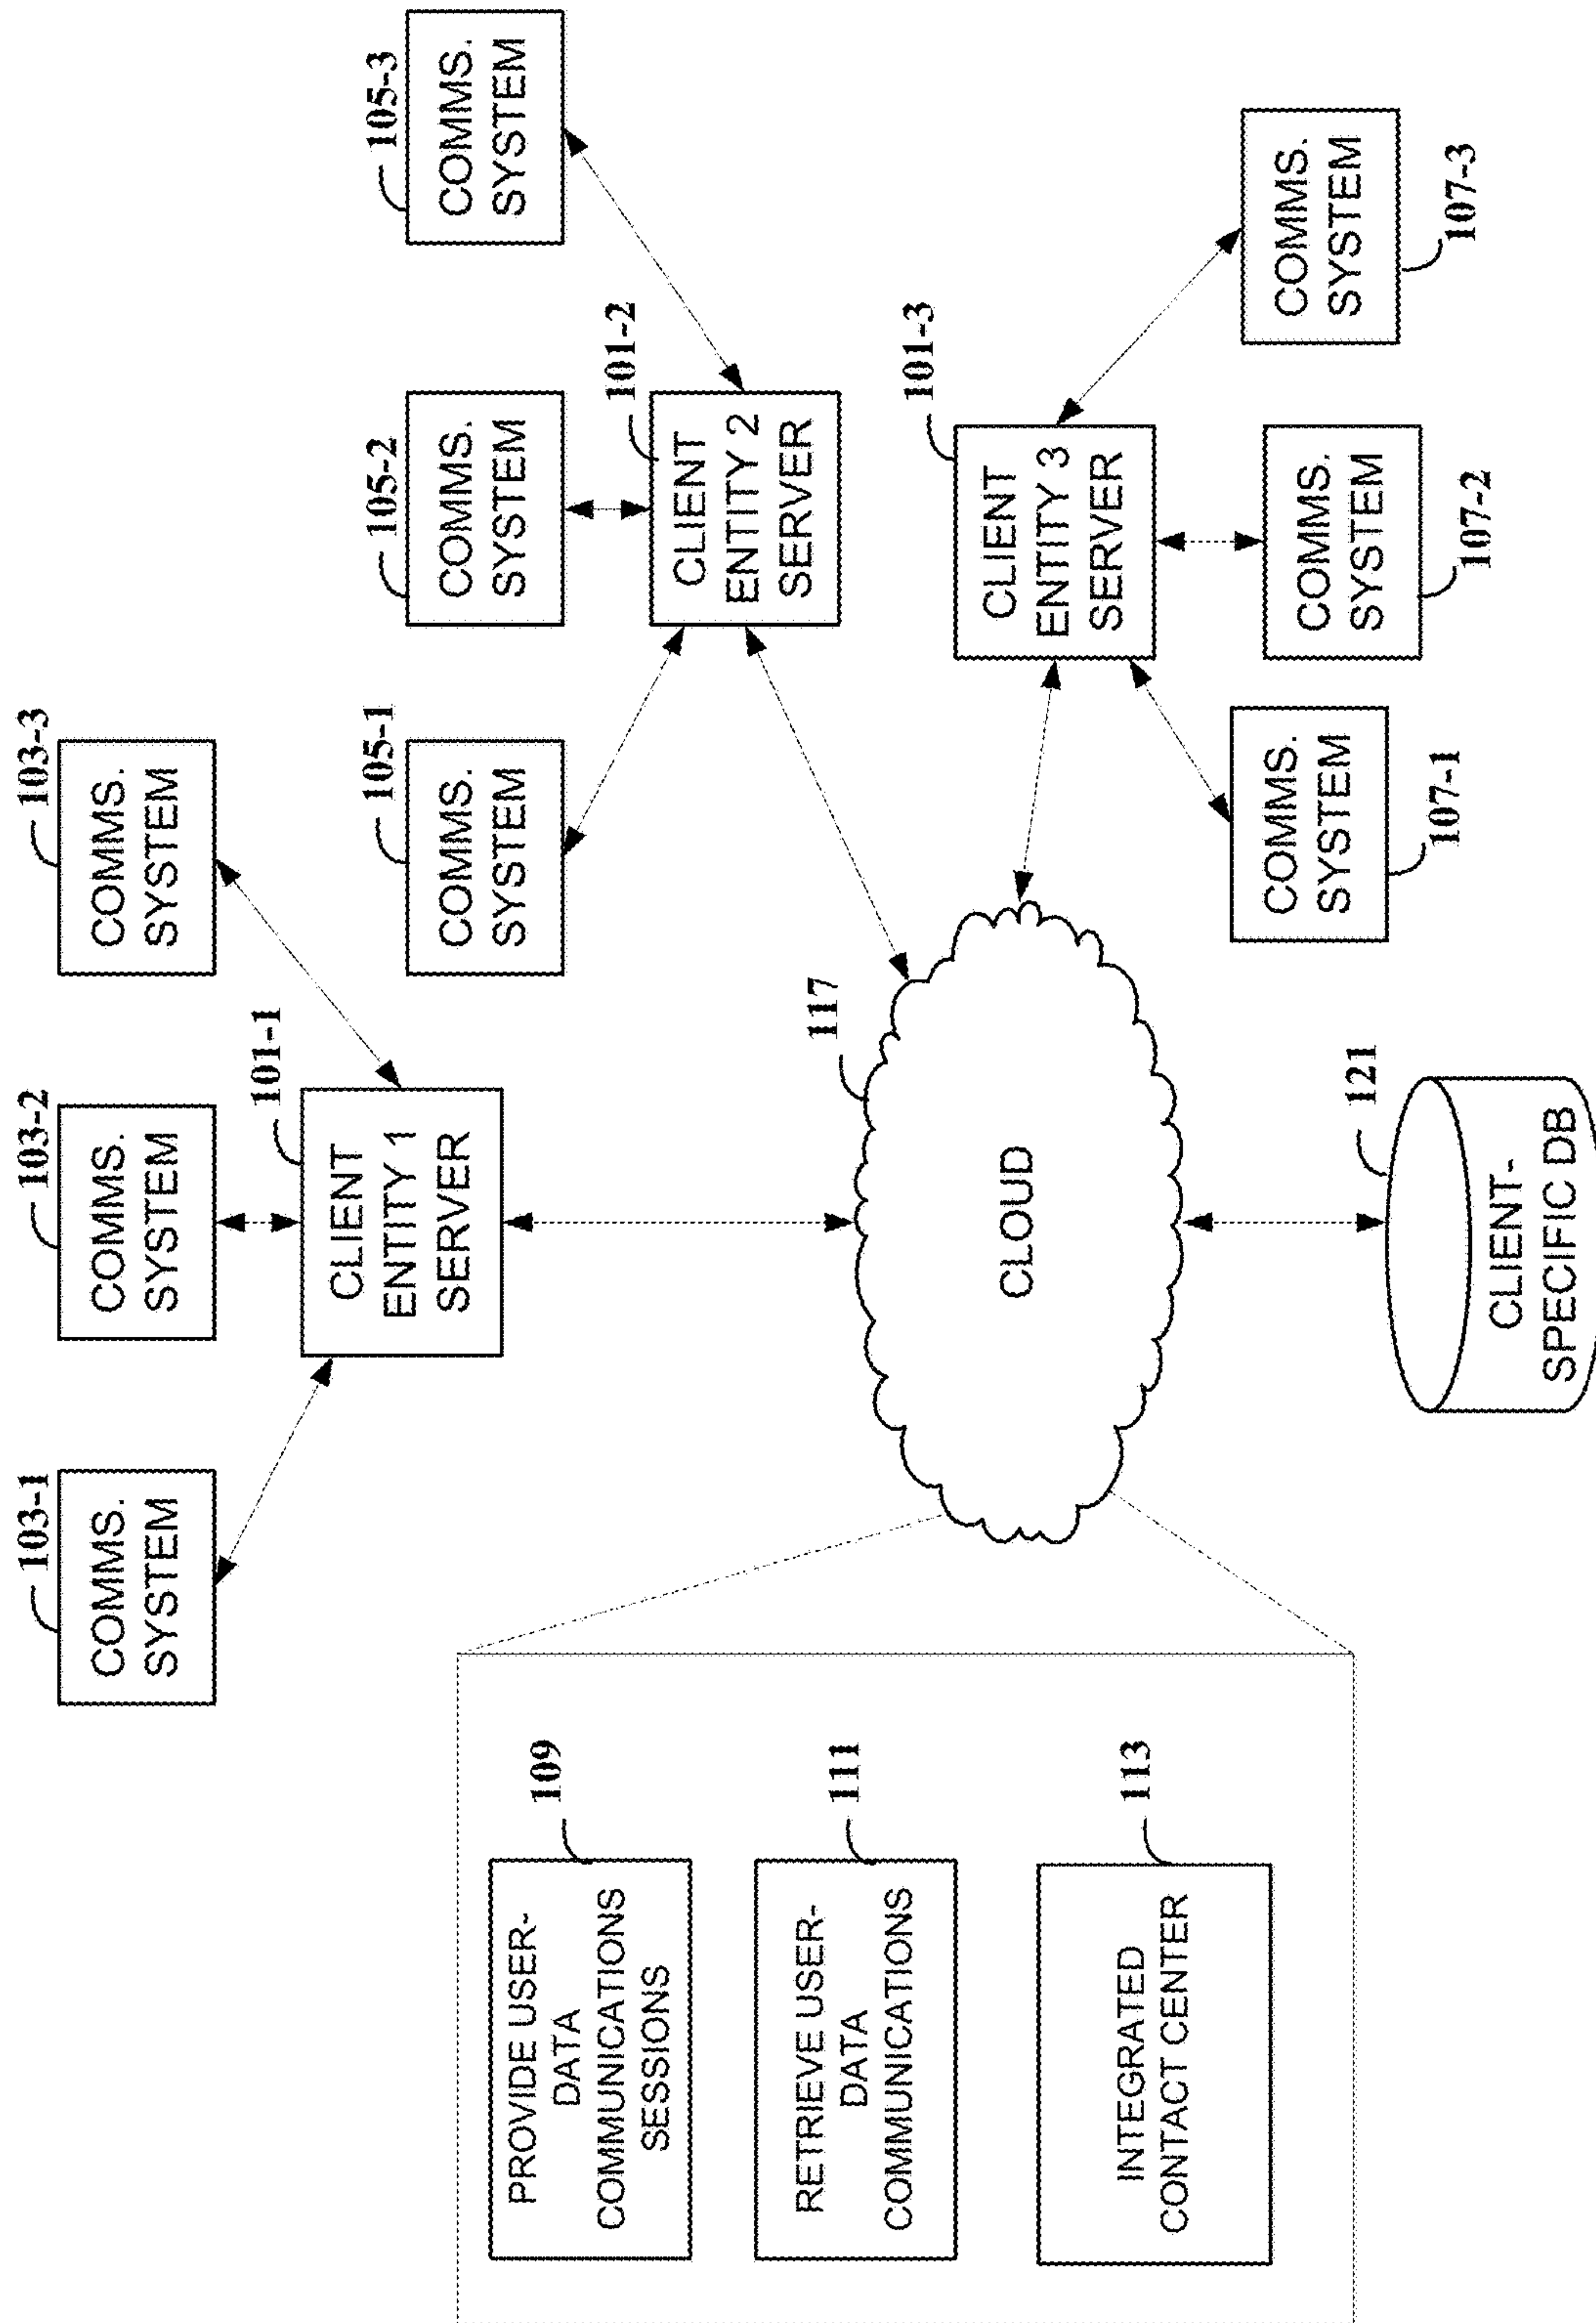 103-1
COMMS.
SYSTEM
103-2
COMMS.
SYSTEM
103-3
COMMS.
SYSTEM
101-1
CLIENT
ENTITY 1
SERVER
105-1
COMMS.
SYSTEM
105-2
COMMS.
SYSTEM
105-3
COMMS.
SYSTEM
101-2
CLIENT
ENTITY 2
SERVER
109
PROVIDE USER-
DATA
COMMUNICATIONS
SESSIONS
111
RETRIEVE USER-
DATA
COMMUNICATIONS
113
INTEGRATED
CONTACT CENTER
117
CLOUD
101-3
CLIENT
ENTITY 3
SERVER
COMMS.
SYSTEM
107-1
COMMS.
SYSTEM
107-2
COMMS.
SYSTEM
107-3
121
CLIENT-
SPECIFIC DB